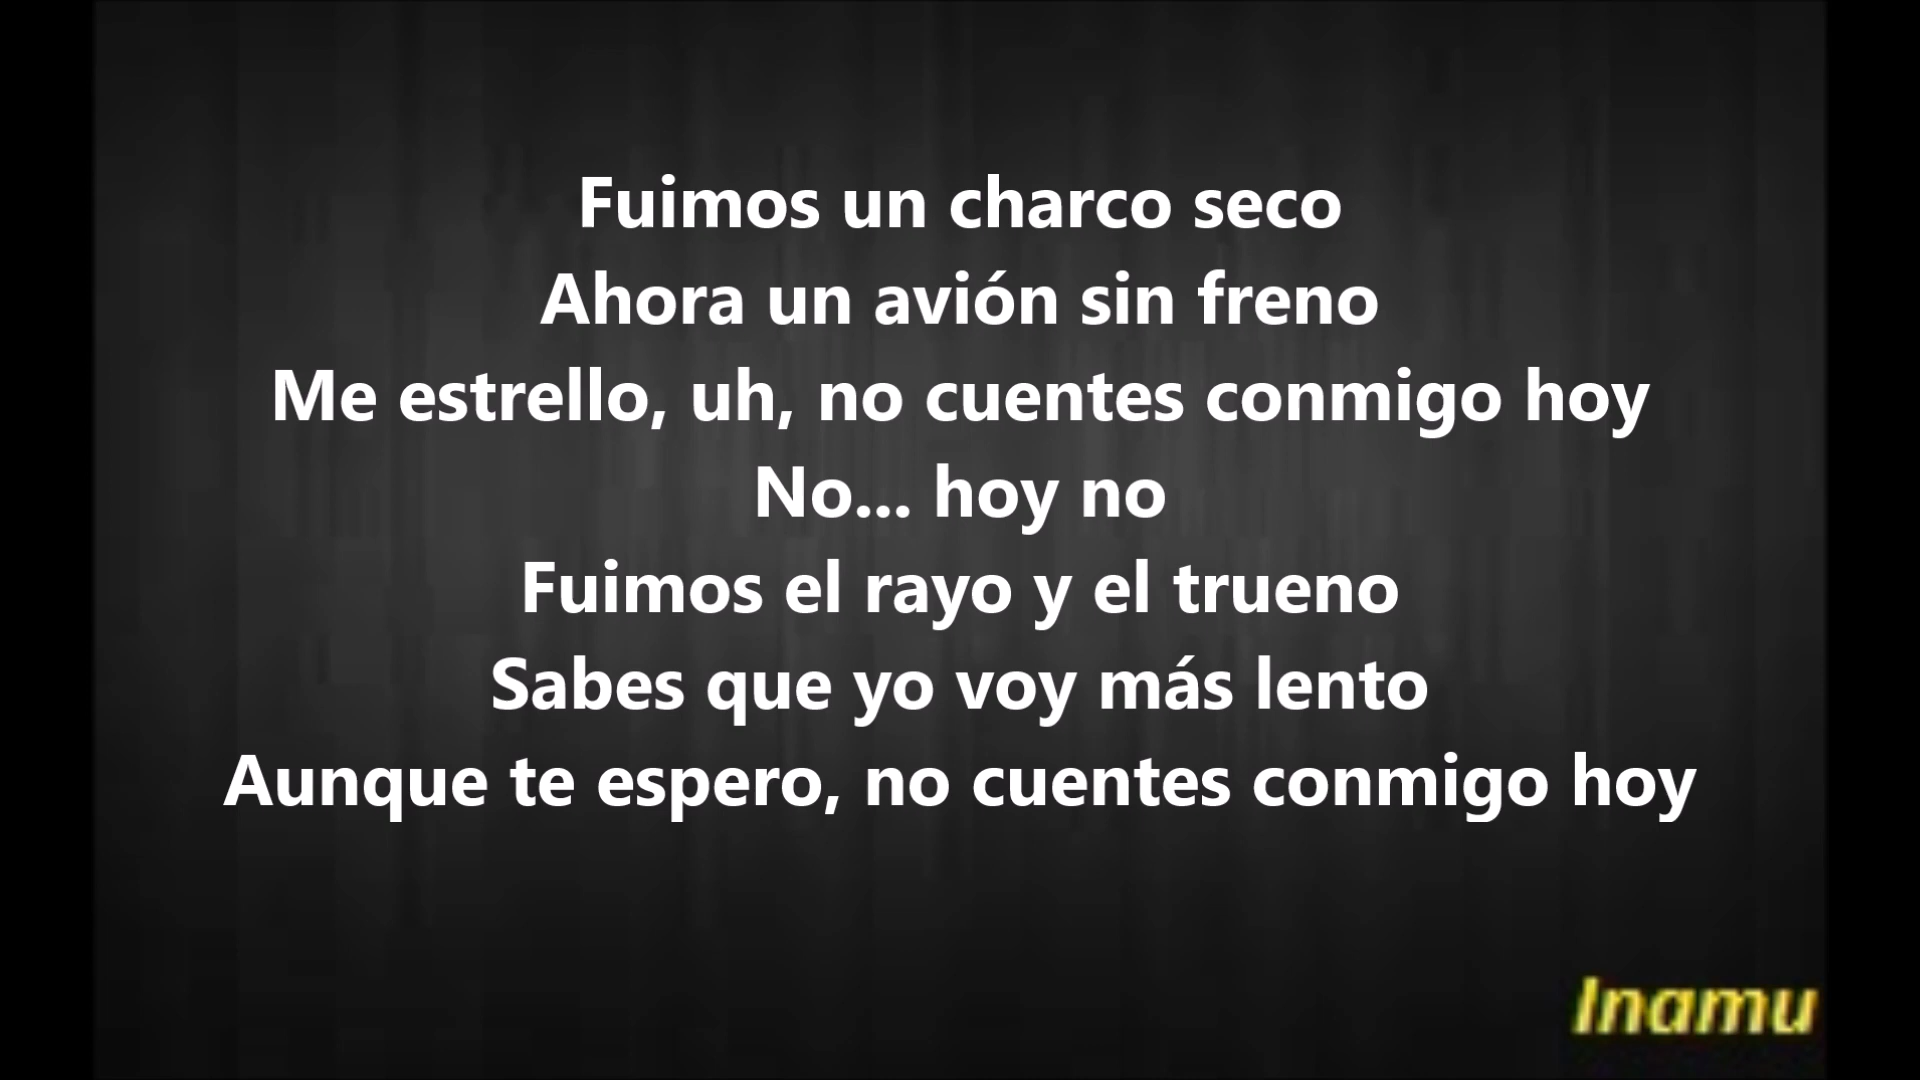 Fuimos un charco seco
Ahora un avión sin freno
Me estrello, uh, no cuentes conmigo hoy
No... hoy no
Fuimos el rayo y el trueno
Sabes que yo voy más lento
Aunque te espero, no cuentes conmigo hoy
Inamu